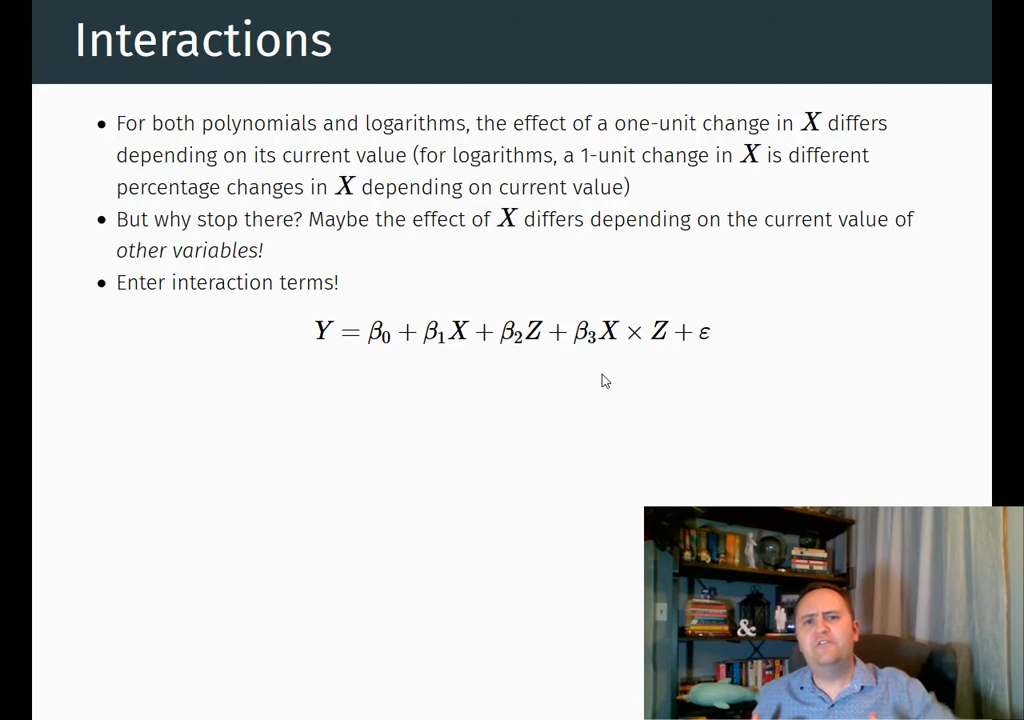 Interactions
• For both polynomials and logarithms, the effect of a one-unit change in X differs
depending on its current value (for logarithms, a 1-unit change in X is different
percentage changes in X depending on current value)
• But why stop there? Maybe the effect of X differs depending on the current value of
other variables!
• Enter interaction terms!
Y = β₀ + β₁X + β₂Z + β₃X × Z + ε
&